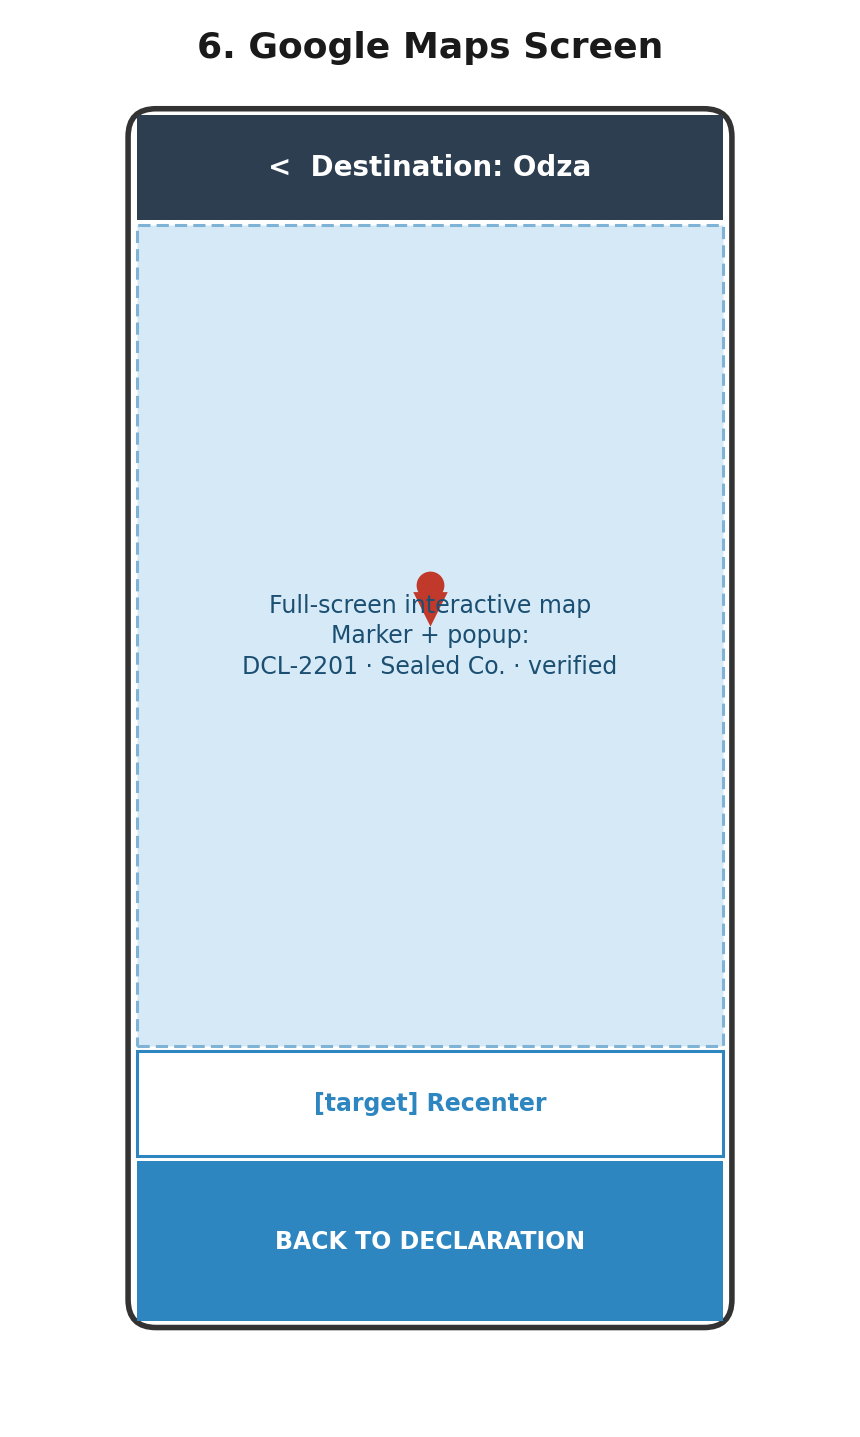 6. Google Maps Screen
< Destination: Odza
Full-screen interactive map
Marker + popup:
DCL-2201 · Sealed Co. · verified
[target] Recenter
BACK TO DECLARATION